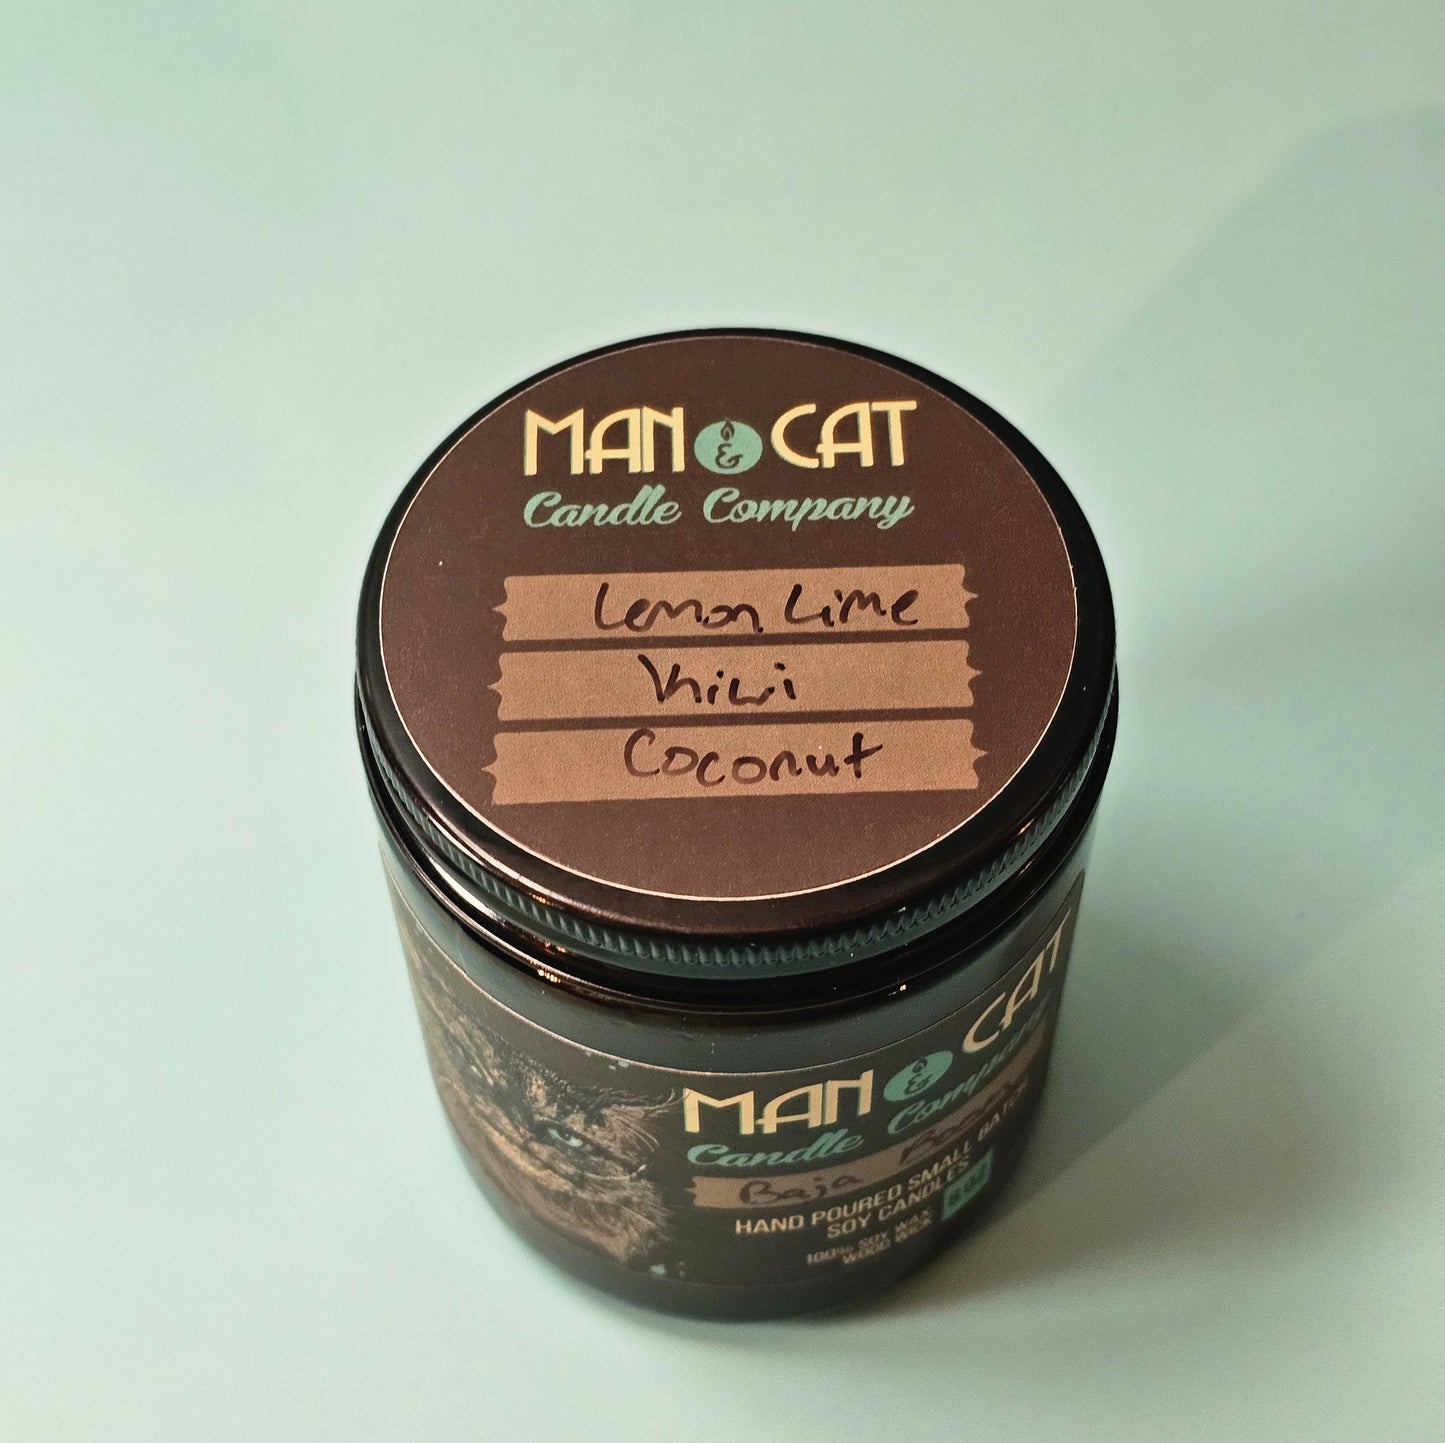 MAN & CAT
Candle Company
Lemon Lime
Kiwi
Coconut
MAN & CAT
Candle Company
Baja
HAND POURED SMALL BATCH
SOY CANDLES
100% SOY WAX
WOOD WICK